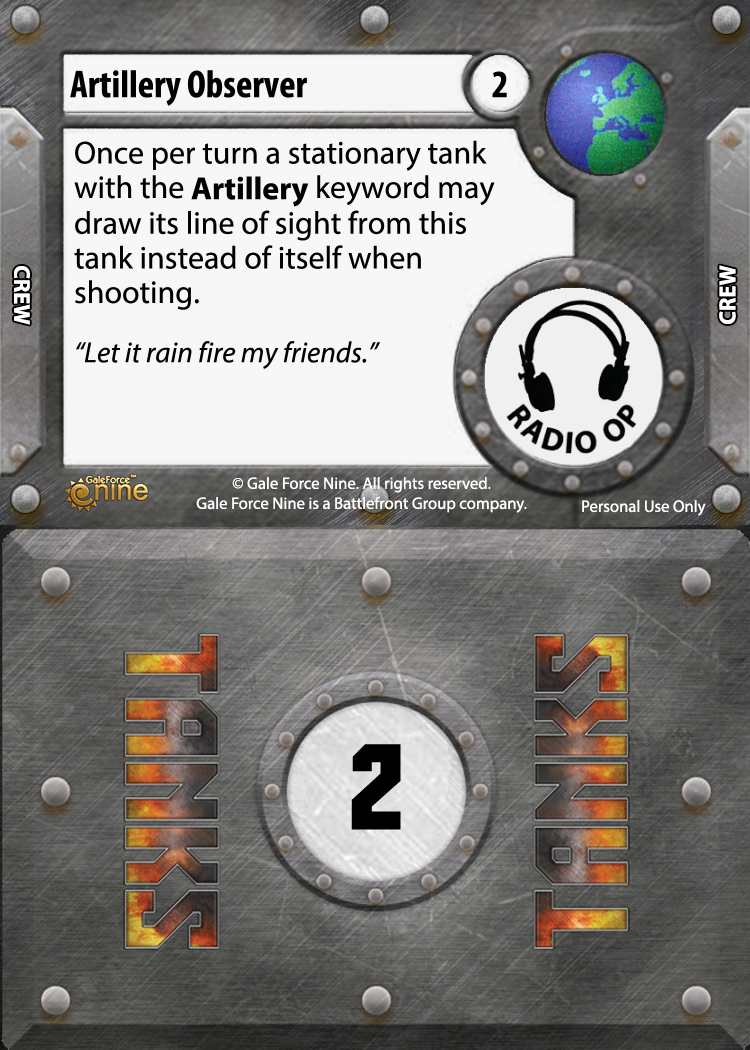 Artillery Observer
2
Once per turn a stationary tank
with the Artillery keyword may
draw its line of sight from this
tank instead of itself when
shooting.
"Let it rain fire my friends."
CREW
CREW
RADIO OP
GaleForce™
nine
© Gale Force Nine. All rights reserved.
Gale Force Nine is a Battlefront Group company.
Personal Use Only
TANKS
2
TANKS